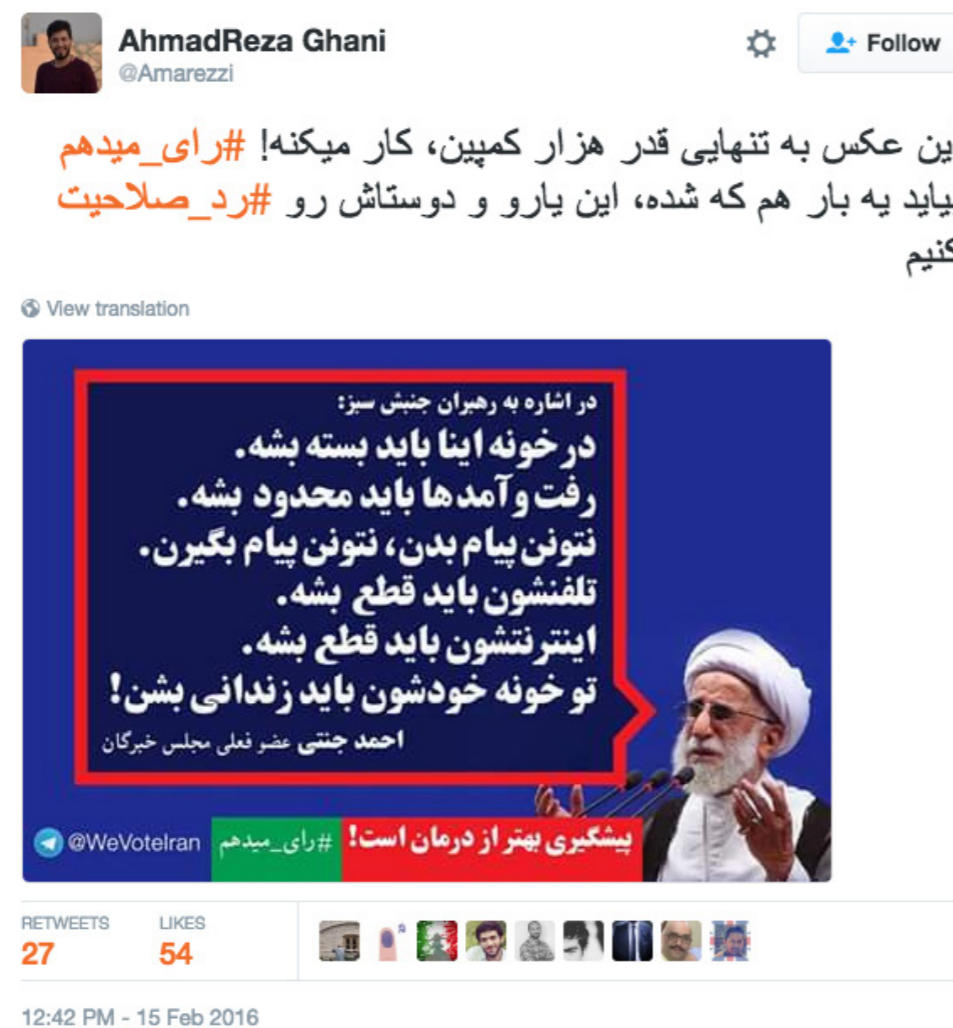 AhmadReza Ghani
@Amarezzi
Follow
ین عکس به تنهایی قدر هزار کمپین، کار میکنه! #رای_میدهم
یاید یه بار هم که شده، این یارو و دوستاش رو #رد_صلاحیت
کنیم
View translation
در اشاره به رهبران جنبش سبز:
در خونه اینا باید بسته بشه.
رفت و آمدها باید محدود بشه.
نتونن پیام بدن، نتونن پیام بگیرن.
تلفنشون باید قطع بشه.
اینترنتشون باید قطع بشه.
تو خونه خودشون باید زندانی بشن!
احمد جنتی عضو فعلی مجلس خبرگان
پیشگیری بهتر از درمان است! #رای_میدهم @WeVoteIran
RETWEETS LIKES
27 54
12:42 PM - 15 Feb 2016